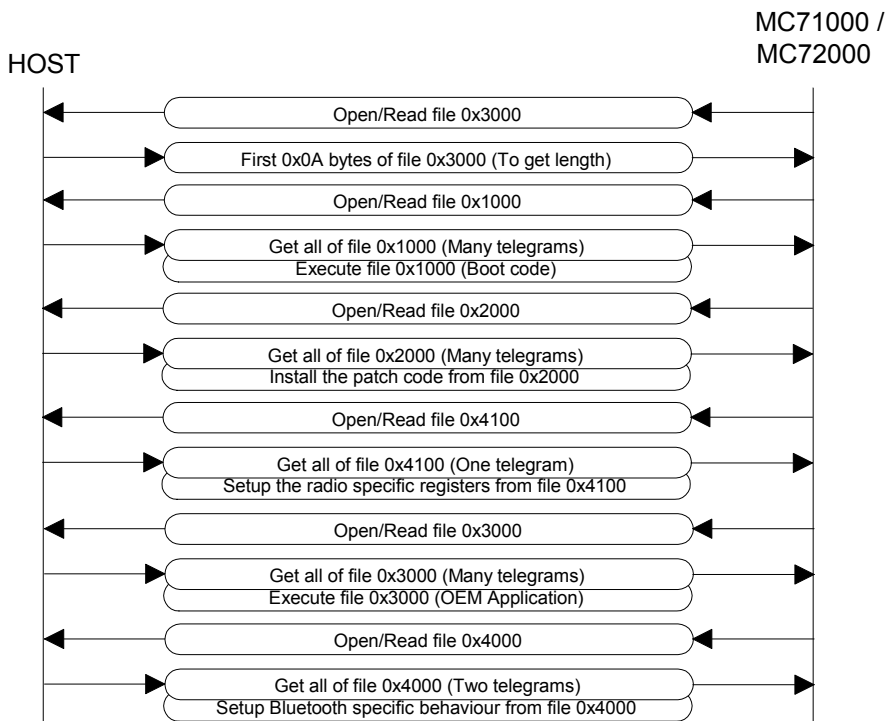 MC71000 /
MC72000
HOST
Open/Read file 0x3000
First 0x0A bytes of file 0x3000 (To get length)
Open/Read file 0x1000
Get all of file 0x1000 (Many telegrams)
Execute file 0x1000 (Boot code)
Open/Read file 0x2000
Get all of file 0x2000 (Many telegrams)
Install the patch code from file 0x2000
Open/Read file 0x4100
Get all of file 0x4100 (One telegram)
Setup the radio specific registers from file 0x4100
Open/Read file 0x3000
Get all of file 0x3000 (Many telegrams)
Execute file 0x3000 (OEM Application)
Open/Read file 0x4000
Get all of file 0x4000 (Two telegrams)
Setup Bluetooth specific behaviour from file 0x4000